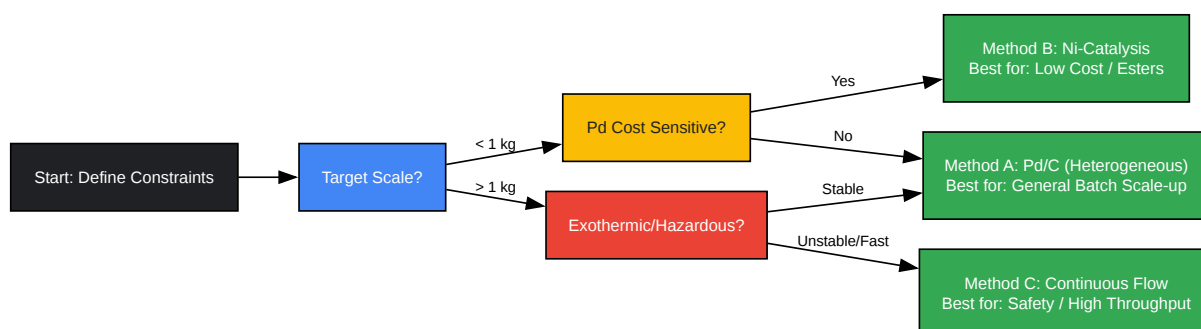 Start: Define Constraints
Target Scale?
< 1 kg
> 1 kg
Pd Cost Sensitive?
Exothermic/Hazardous?
Yes
No
Stable
Unstable/Fast
Method B: Ni-Catalysis
Best for: Low Cost / Esters
Method A: Pd/C (Heterogeneous)
Best for: General Batch Scale-up
Method C: Continuous Flow
Best for: Safety / High Throughput